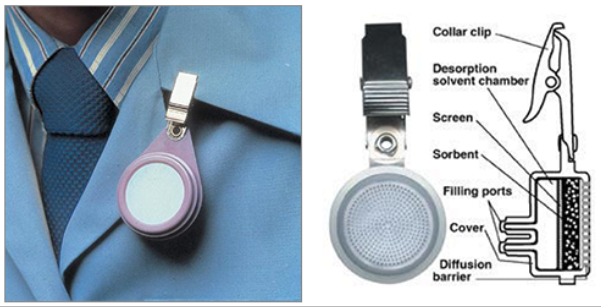 Collar clip
Desorption
solvent chamber
Screen
Sorbent
Filling ports
Cover
Diffusion
barrier